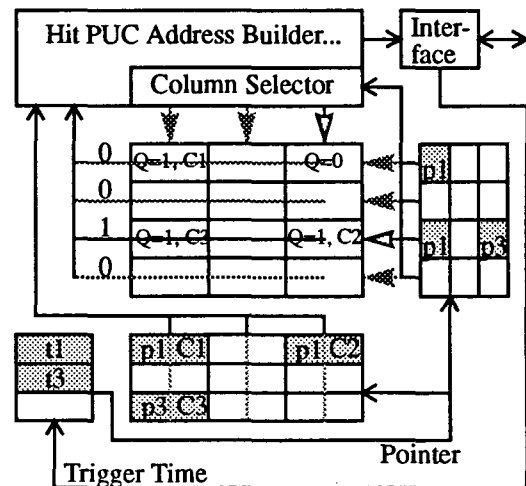 Hit PUC Address Builder...
Inter-
face
Column Selector
0
Q=1, C1
Q=0
p1
0
1
Q=1, C3
Q=1, C2
p1
p3
0
t1
p1 C1
p1 C2
t3
p3 C3
Pointer
Trigger Time